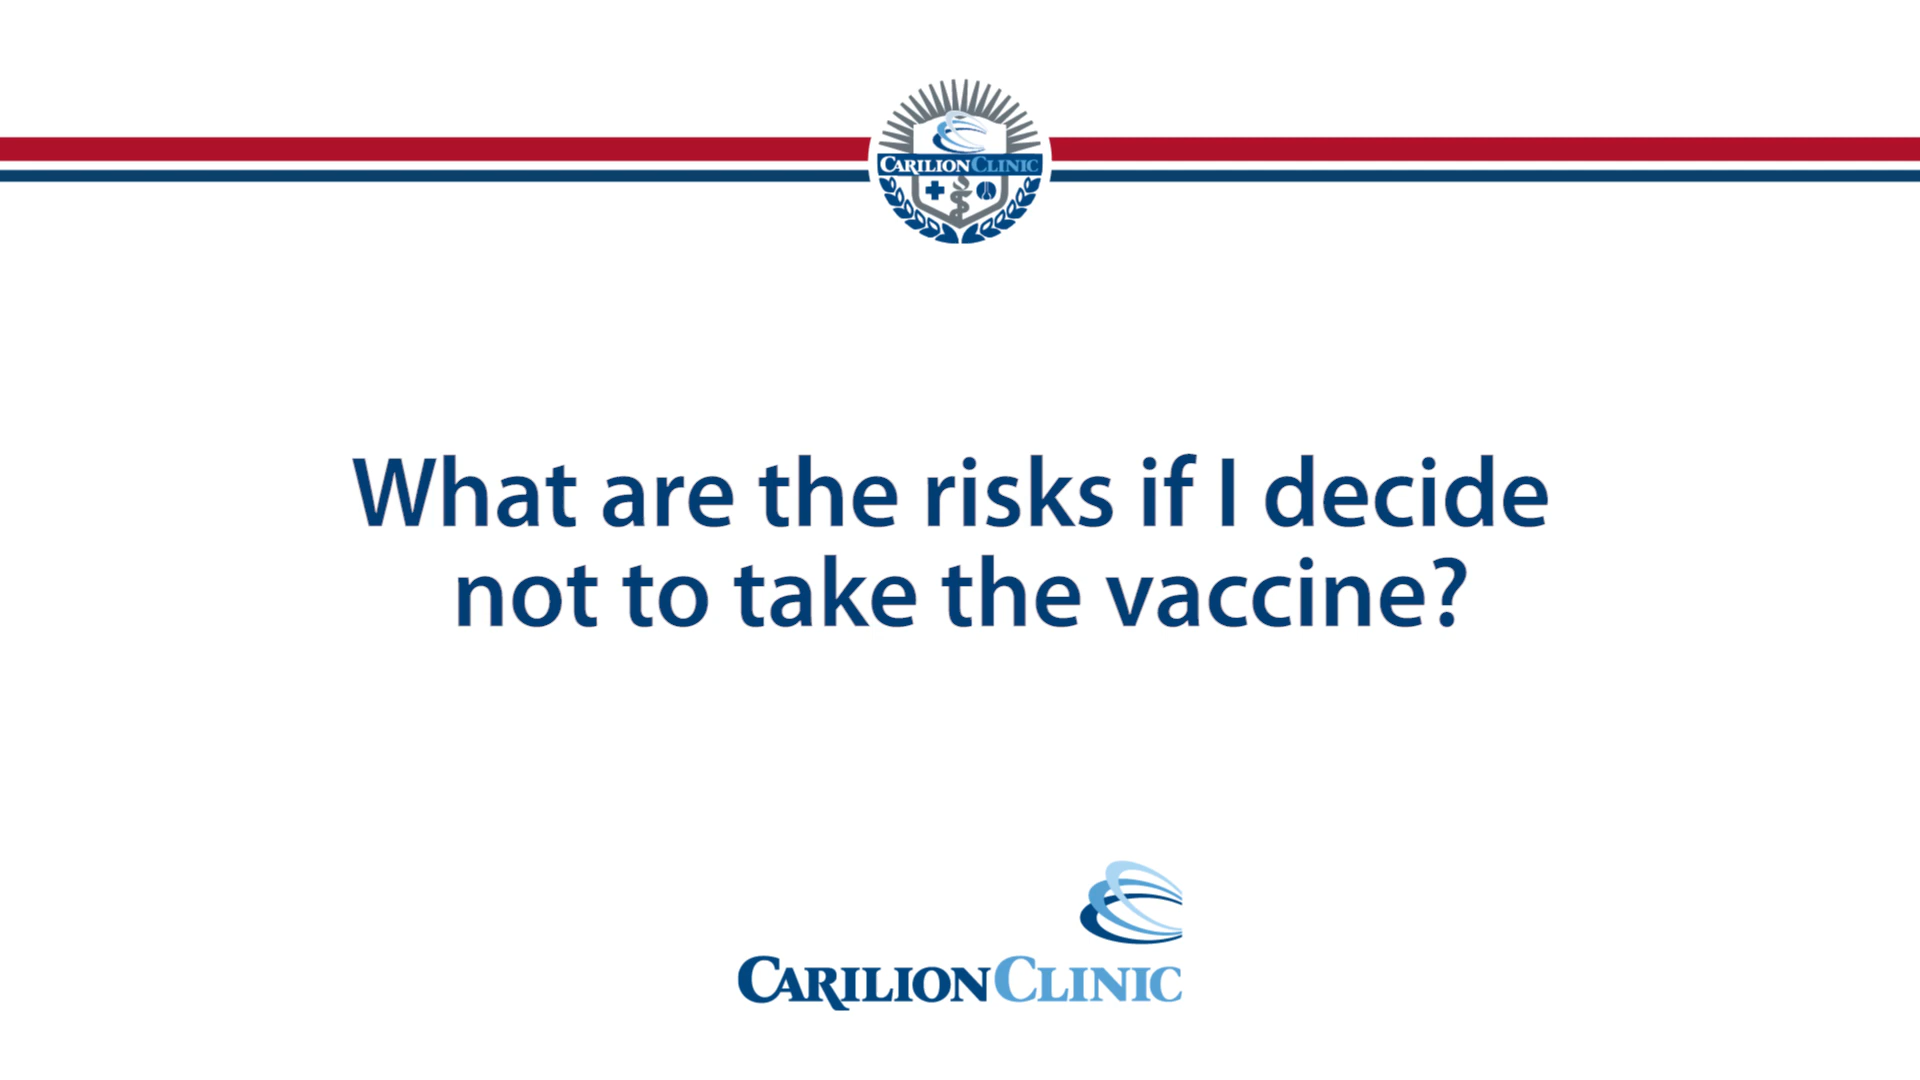 CARILION CLINIC
What are the risks if I decide
not to take the vaccine?
CARILION CLINIC